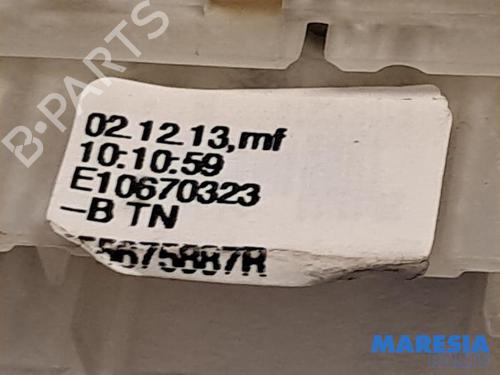 B-PARTS
02.12.13,mf
10:10:59
E10670323
-B TN
MARESIA